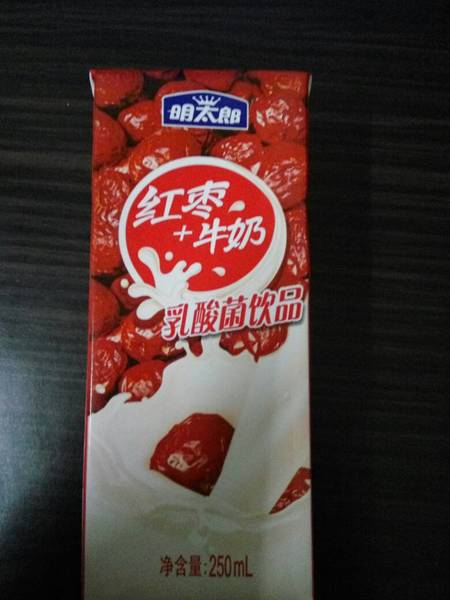 明太郎
红枣
+牛奶
乳酸菌饮品
净含量:250mL